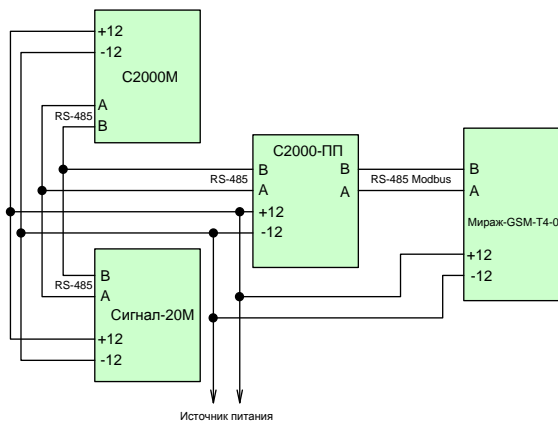 +12
-12
С2000М
A
RS-485
B
С2000-ПП
B
RS-485
A
+12
-12
B
A
RS-485 Modbus
B
A
Мираж-GSM-T4-0
+12
-12
B
RS-485
A
Сигнал-20М
+12
-12
Источник питания